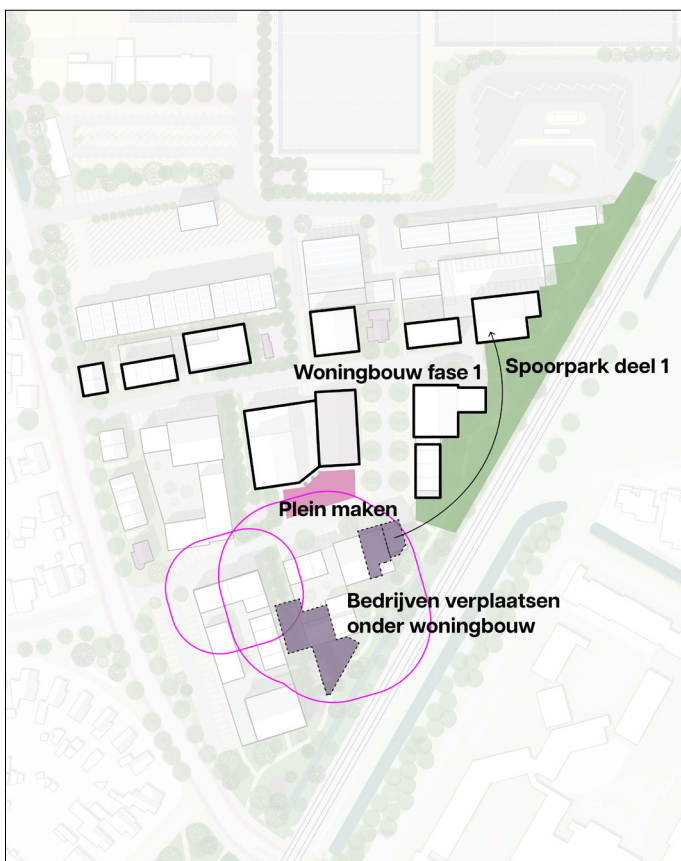 Woningbouw fase 1
Spoorpark deel 1
Plein maken
Bedrijven verplaatsen
onder woningbouw